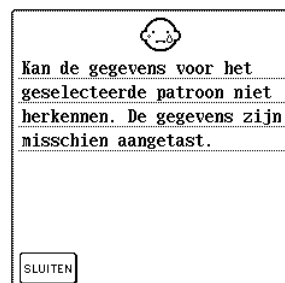 Kan de gegevens voor het
geselecteerde patroon niet
herkennen. De gegevens zijn
misschien aangetast.
SLUITEN